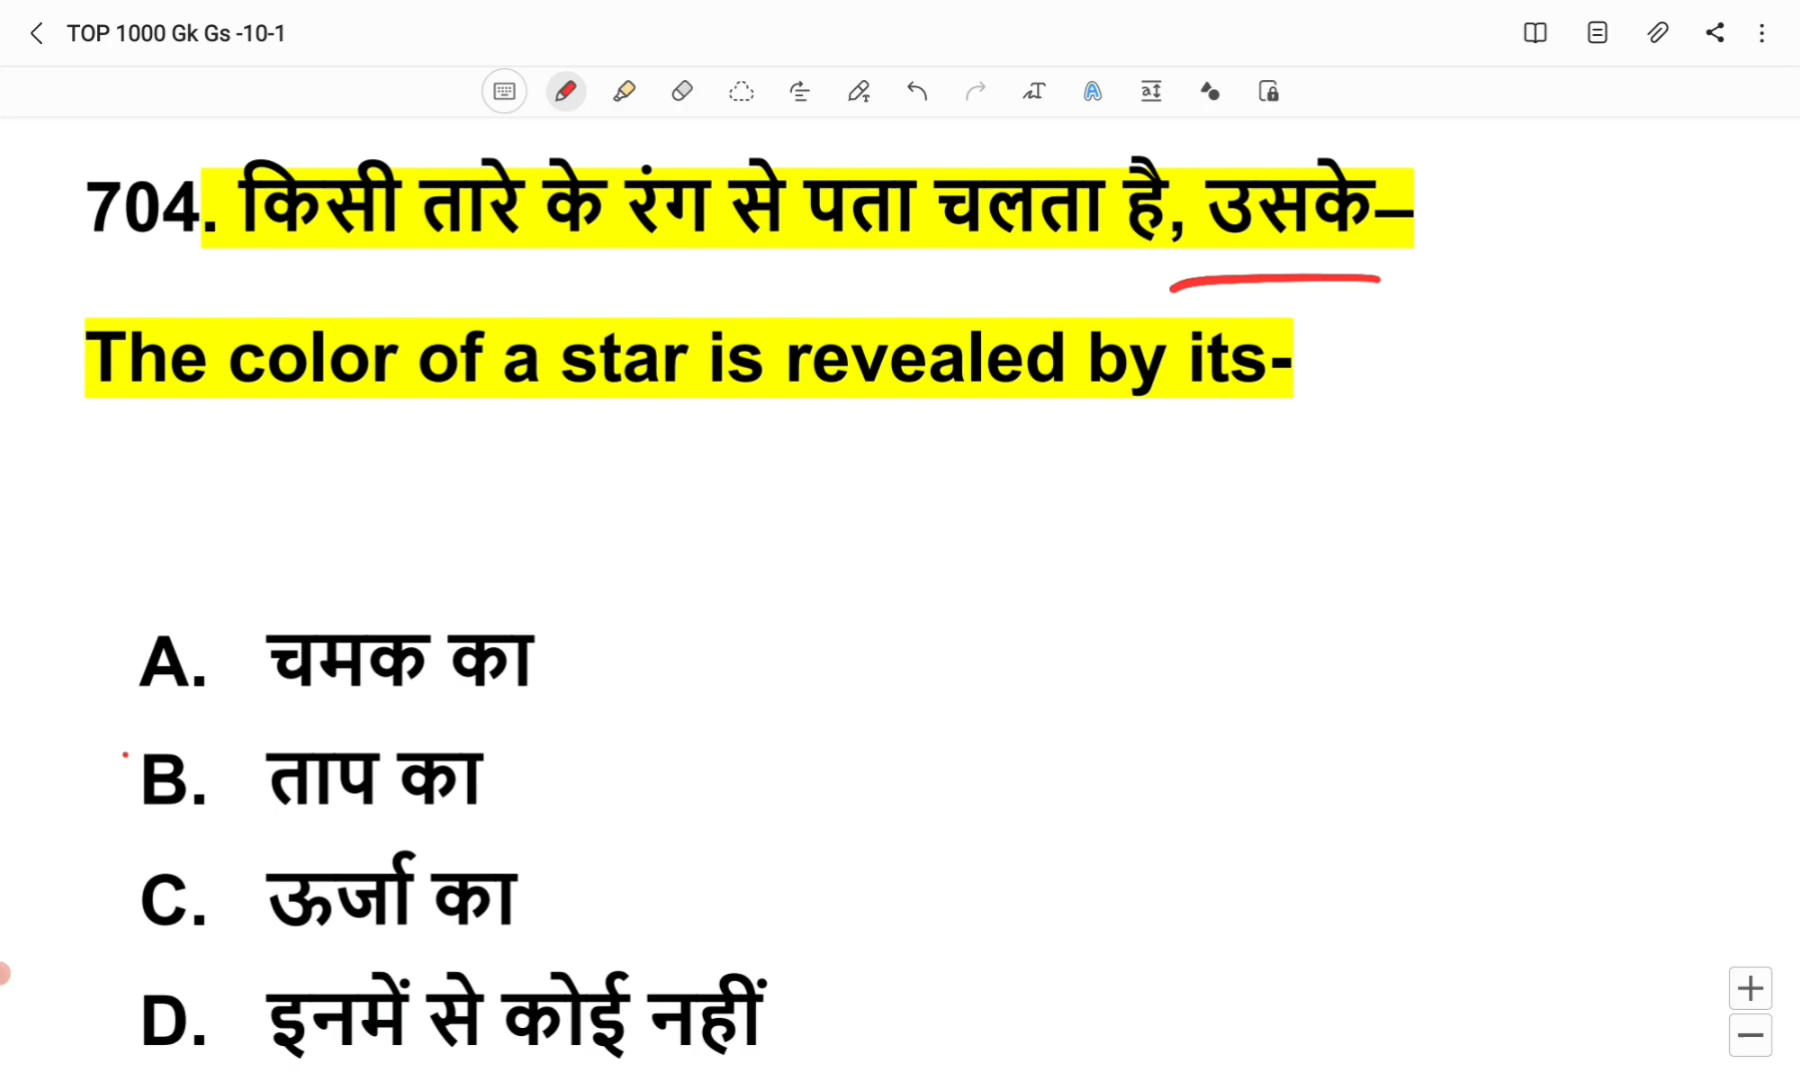 TOP 1000 Gk Gs -10-1
704. किसी तारे के रंग से पता चलता है, उसके–
The color of a star is revealed by its-
A. चमक का
B. ताप का
C. ऊर्जा का
D. इनमें से कोई नहीं